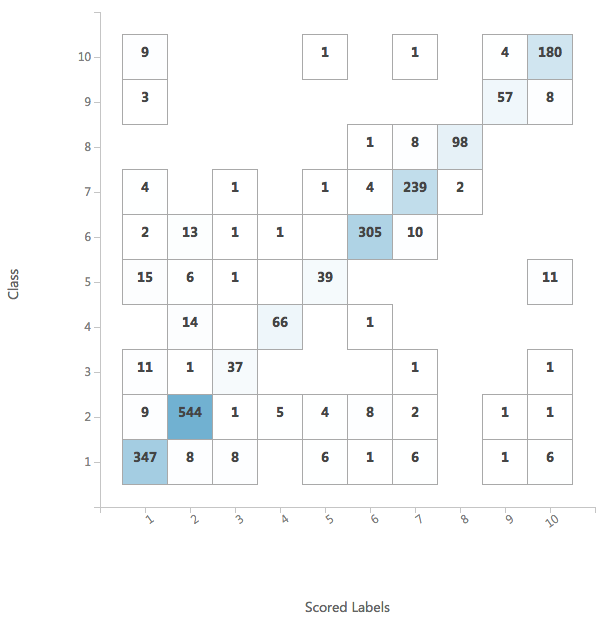 10 9 1 1 4 180
9 3 57 8
8 1 8 98
7 4 1 1 4 239 2
6 2 13 1 1 305 10
5 15 6 1 39 11
4 14 66 1
3 11 1 37 1 1
2 9 544 1 5 4 8 2 1 1
1 347 8 8 6 1 6 1 6
Class
1 2 3 4 5 6 7 8 9 10
Scored Labels